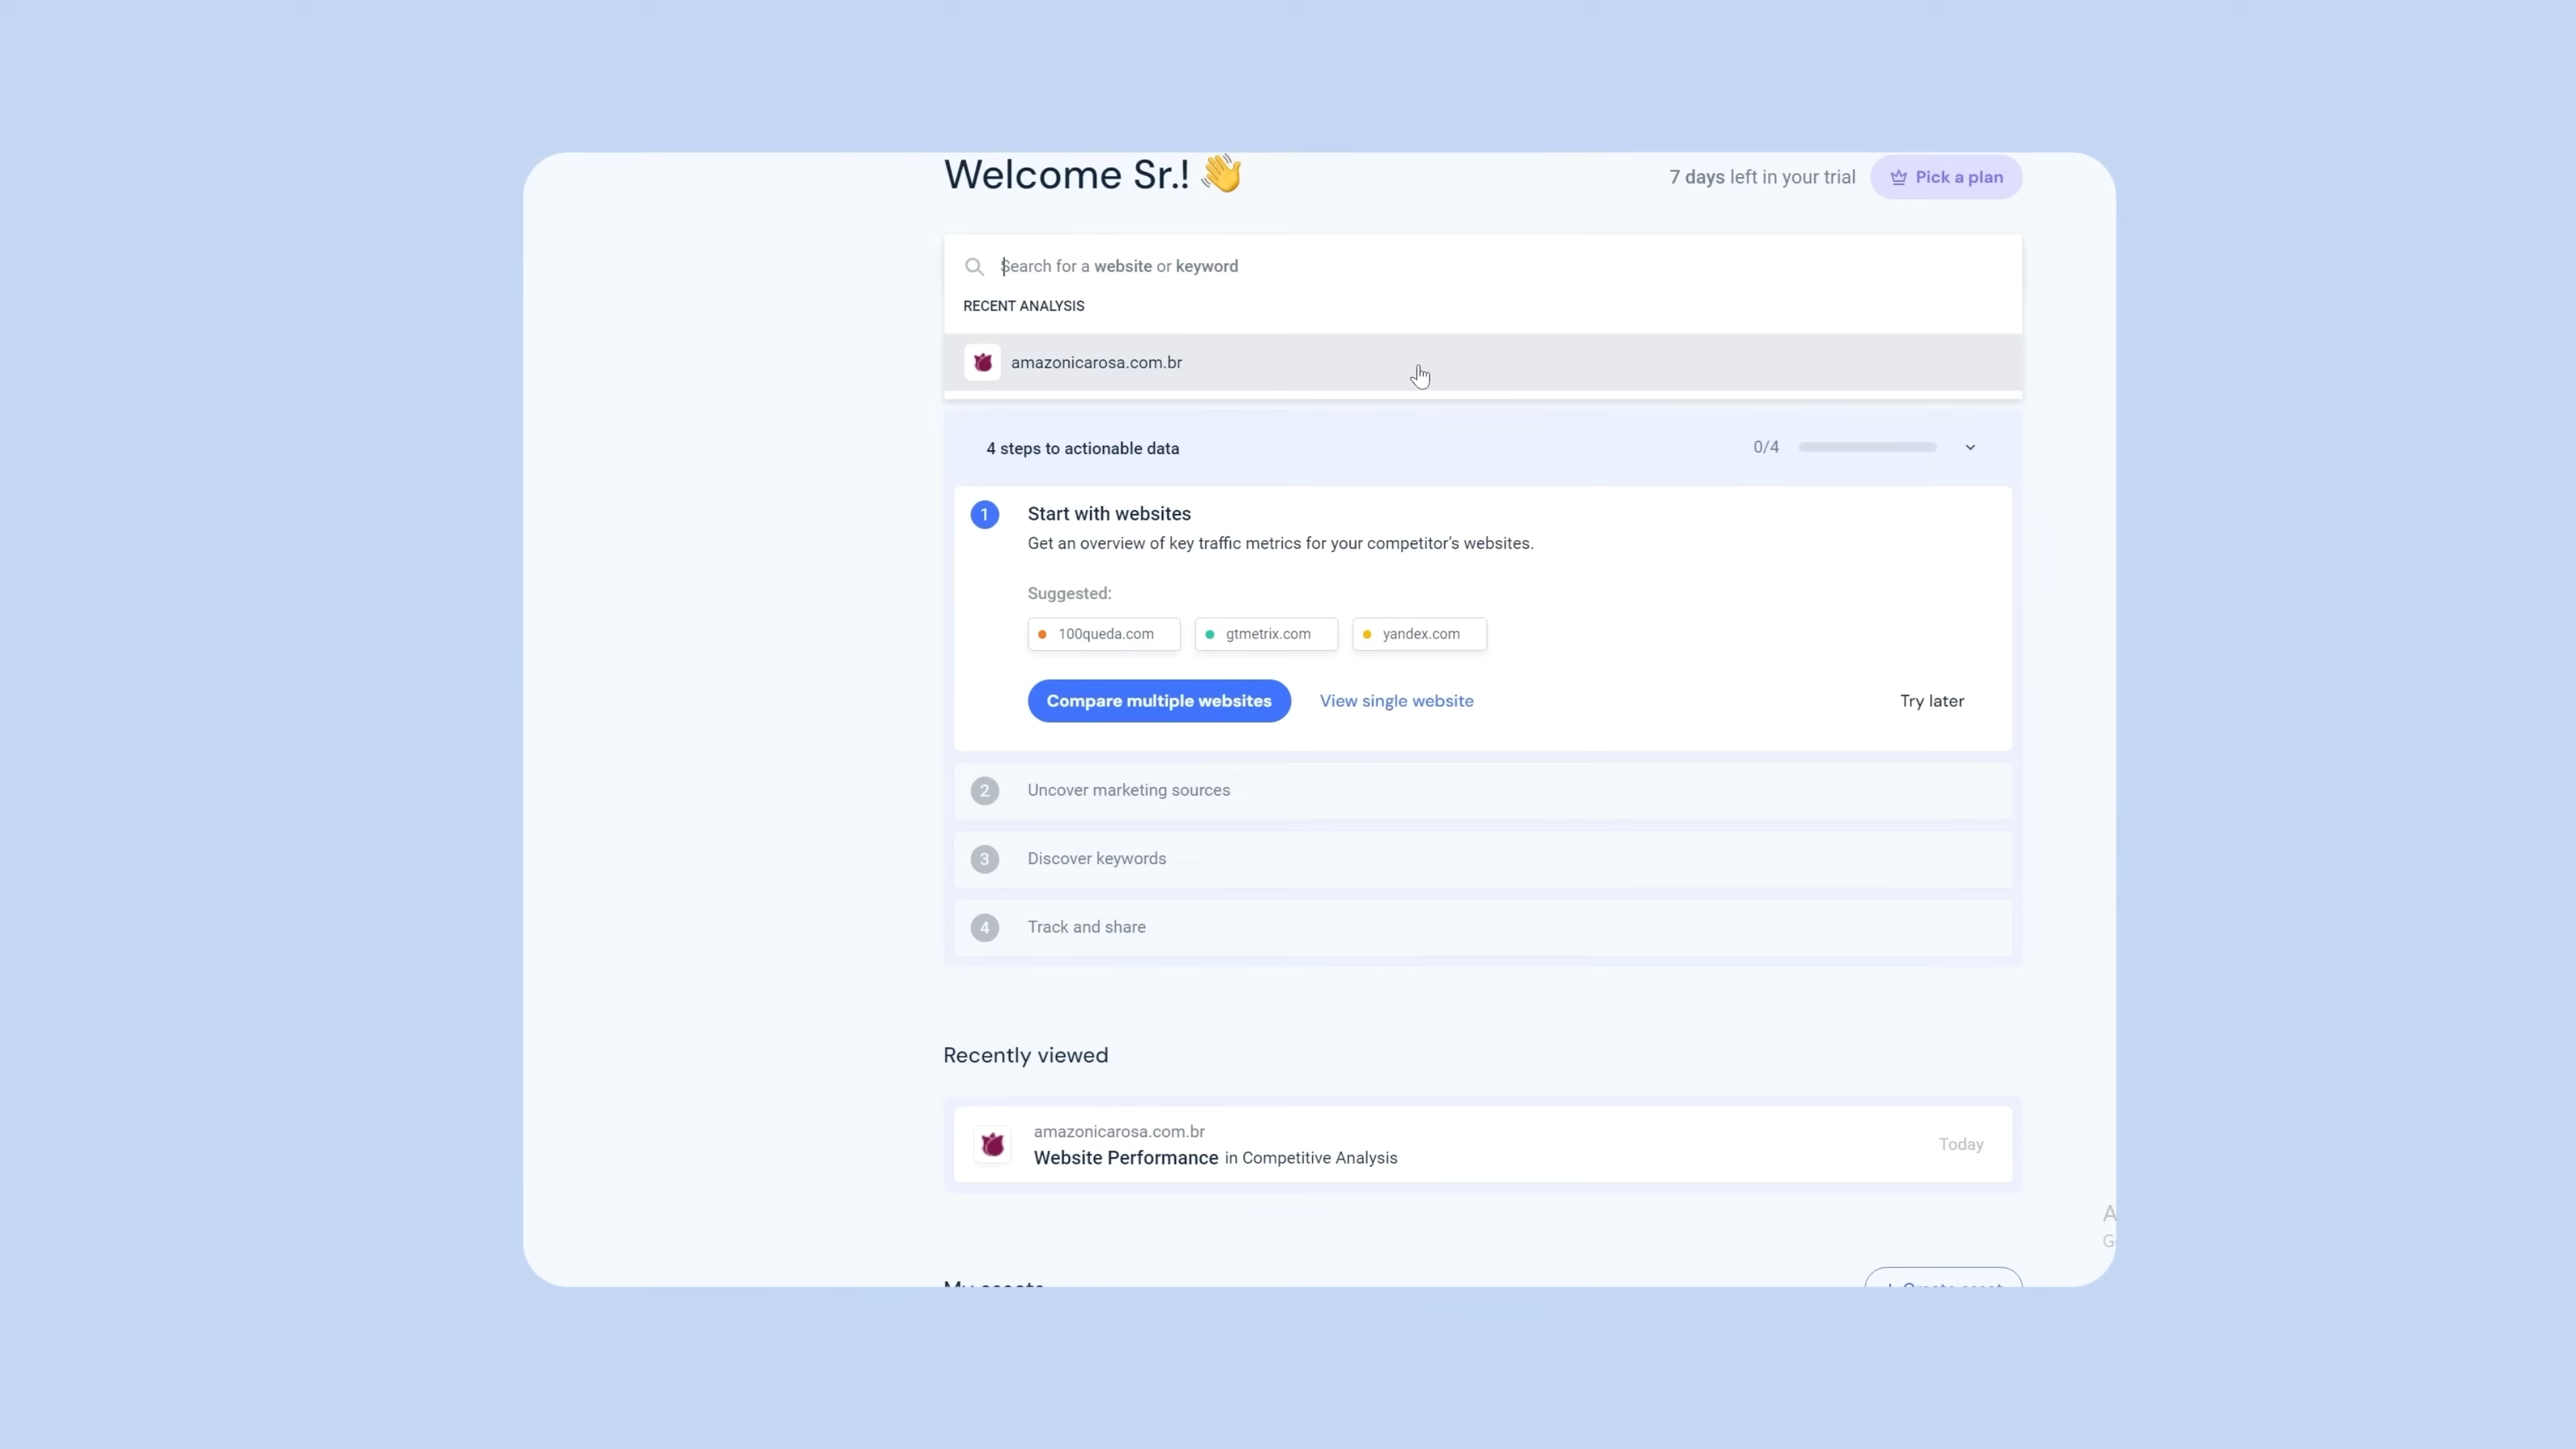 Welcome Sr.! 👋
7 days left in your trial
Pick a plan
Search for a website or keyword
RECENT ANALYSIS
amazonicarosa.com.br
4 steps to actionable data
0/4
1
Start with websites
Get an overview of key traffic metrics for your competitor's websites.
Suggested:
100queda.com
gtmetrix.com
yandex.com
Compare multiple websites
View single website
Try later
2
Uncover marketing sources
3
Discover keywords
4
Track and share
Recently viewed
amazonicarosa.com.br
Website Performance in Competitive Analysis
Today
My assets
+ Create asset